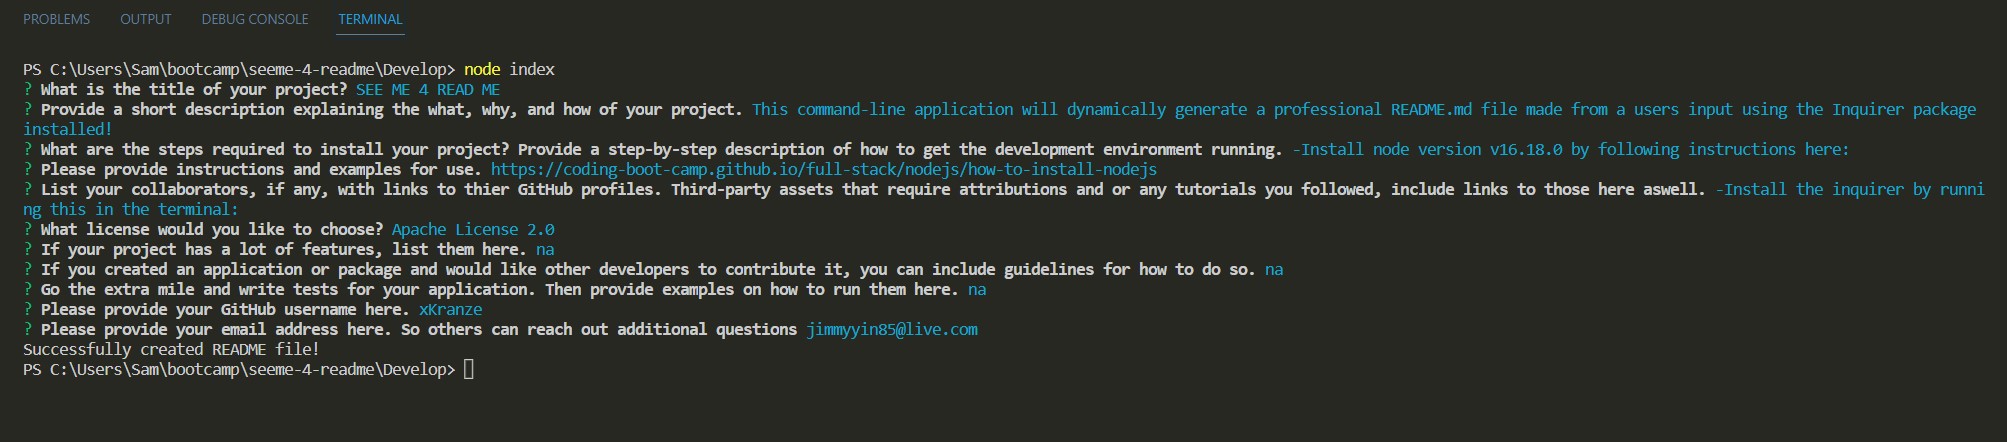 PROBLEMS OUTPUT DEBUG CONSOLE TERMINAL
PS C:\Users\Sam\bootcamp\seeme-4-readme\Develop> node index
? What is the title of your project? SEE ME 4 READ ME
? Provide a short description explaining the what, why, and how of your project. This command-line application will dynamically generate a professional README.md file made from a users input using the Inquirer package
installed!
? What are the steps required to install your project? Provide a step-by-step description of how to get the development environment running. -Install node version v16.18.0 by following instructions here:
? Please provide instructions and examples for use. https://coding-boot-camp.github.io/full-stack/nodejs/how-to-install-nodejs
? List your collaborators, if any, with links to thier GitHub profiles. Third-party assets that require attributions and or any tutorials you followed, include links to those here aswell. -Install the inquirer by runni
ng this in the terminal:
? What license would you like to choose? Apache License 2.0
? If your project has a lot of features, list them here. na
? If you created an application or package and would like other developers to contribute it, you can include guidelines for how to do so. na
? Go the extra mile and write tests for your application. Then provide examples on how to run them here. na
? Please provide your GitHub username here. xKranze
? Please provide your email address here. So others can reach out additional questions jimmyyin85@live.com
Successfully created README file!
PS C:\Users\Sam\bootcamp\seeme-4-readme\Develop>